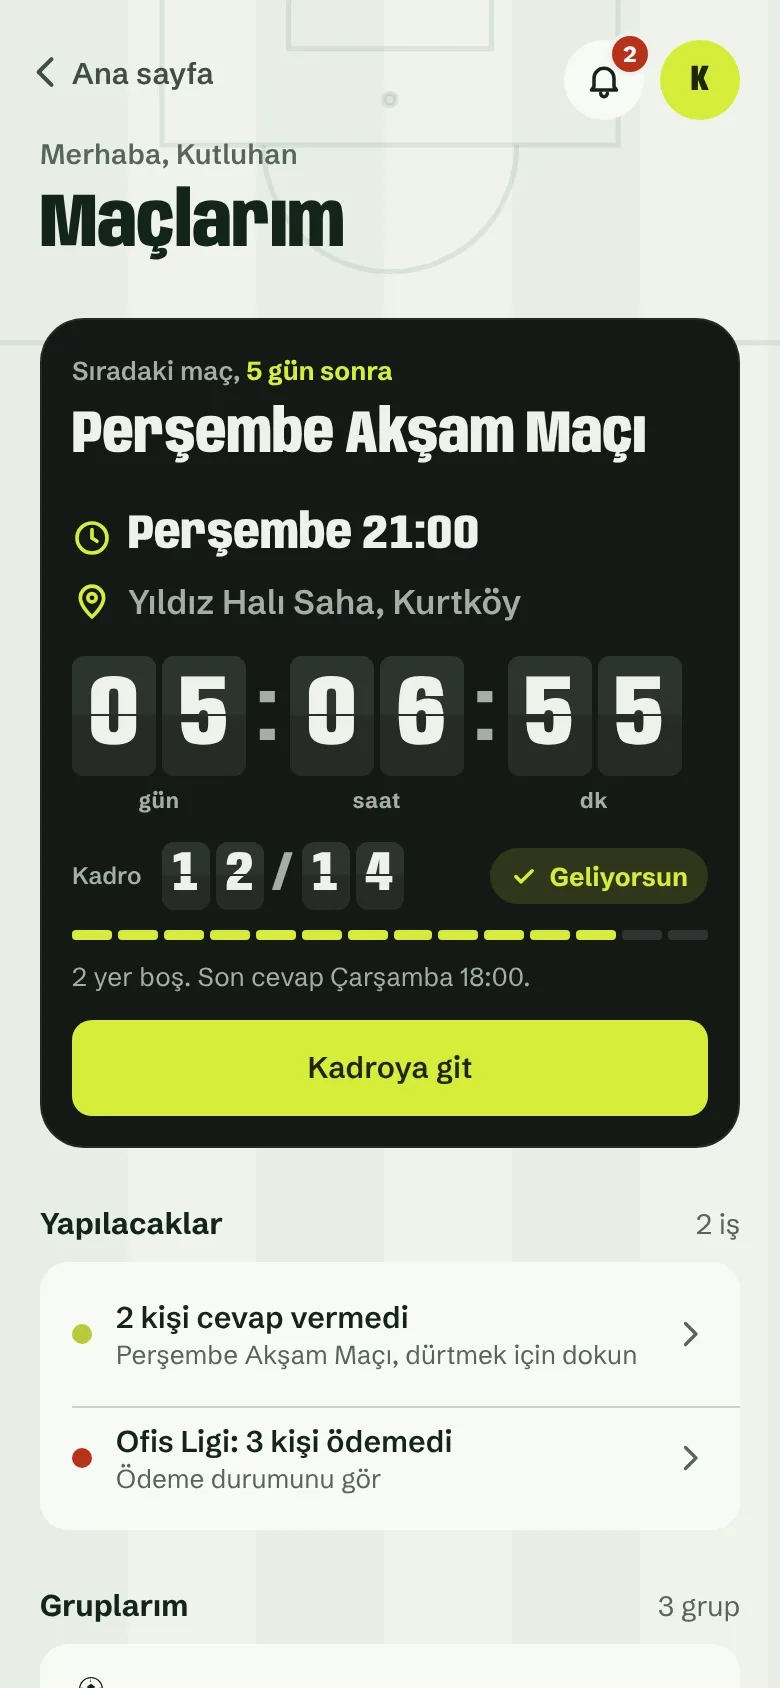 Ana sayfa
2
K
Merhaba, Kutluhan
Maçlarım
Sıradaki maç, 5 gün sonra
Perşembe Akşam Maçı
Perşembe 21:00
Yıldız Halı Saha, Kurtköy
05:06:55
gün saat dk
Kadro 12/14 Geliyorsun
2 yer boş. Son cevap Çarşamba 18:00.
Kadroya git
Yapılacaklar 2 iş
2 kişi cevap vermedi
Perşembe Akşam Maçı, dürtmek için dokun
Ofis Ligi: 3 kişi ödemedi
Ödeme durumunu gör
Gruplarım 3 grup